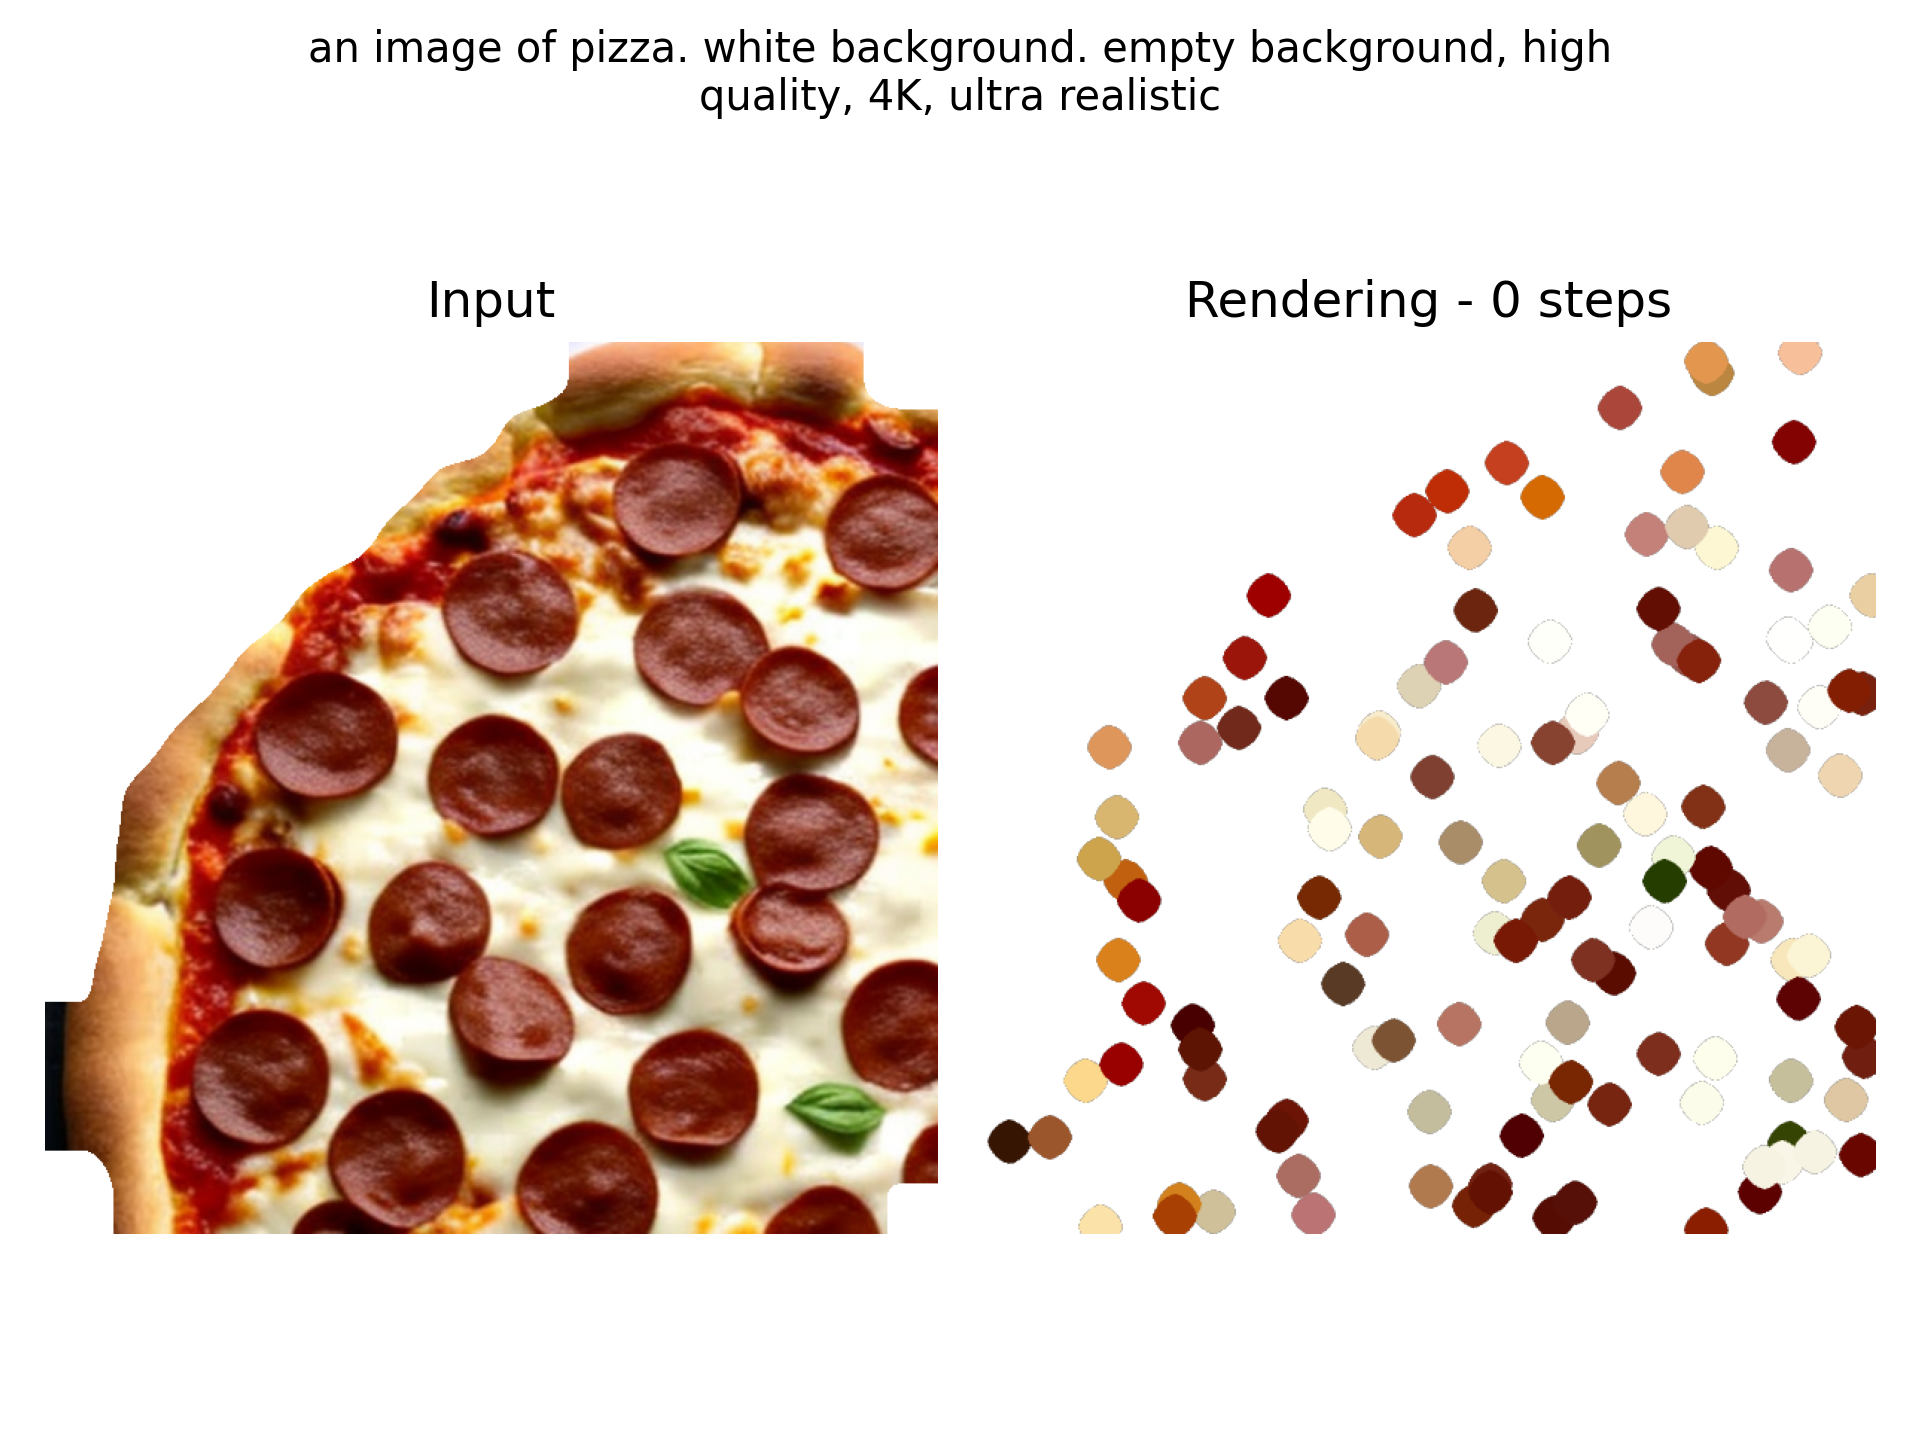 an image of pizza. white background. empty background, high
quality, 4K, ultra realistic
Input
Rendering - 0 steps